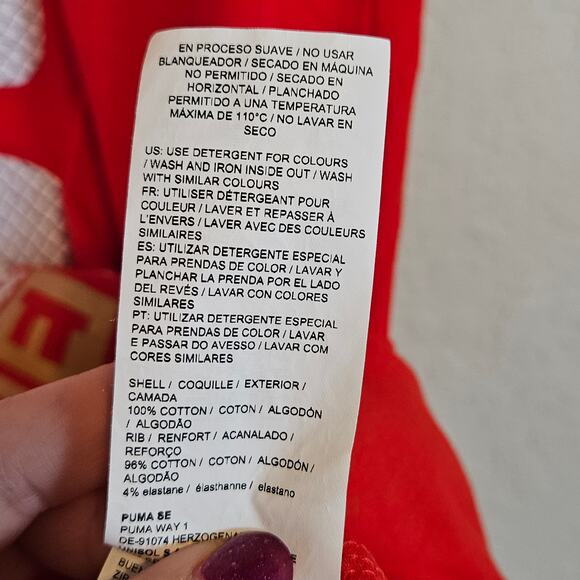 EN PROCESO SUAVE / NO USAR
BLANQUEADOR / SECADO EN MÁQUINA
NO PERMITIDO / SECADO EN
HORIZONTAL / PLANCHADO
PERMITIDO A UNA TEMPERATURA
MÁXIMA DE 110°C / NO LAVAR EN
SECO
US: USE DETERGENT FOR COLOURS
/ WASH AND IRON INSIDE OUT / WASH
WITH SIMILAR COLOURS
FR: UTILISER DÉTERGEANT POUR
COULEUR / LAVER ET REPASSER À
L'ENVERS / LAVER AVEC DES COULEURS
SIMILAIRES
ES: UTILIZAR DETERGENTE ESPECIAL
PARA PRENDAS DE COLOR / LAVAR Y
PLANCHAR LA PRENDA POR EL LADO
DEL REVÉS / LAVAR CON COLORES
SIMILARES
PT: UTILIZAR DETERGENTE ESPECIAL
PARA PRENDAS DE COLOR / LAVAR
E PASSAR DO AVESSO / LAVAR COM
CORES SIMILARES
SHELL / COQUILLE / EXTERIOR /
CAMADA
100% COTTON / COTON / ALGODÓN
/ ALGODÃO
RIB / RENFORT / ACANALADO /
REFORÇO
96% COTTON / COTON / ALGODÓN /
ALGODÃO
4% elastane / élasthanne / elastano
PUMA SE
PUMA WAY 1
DE-91074 HERZOGENA